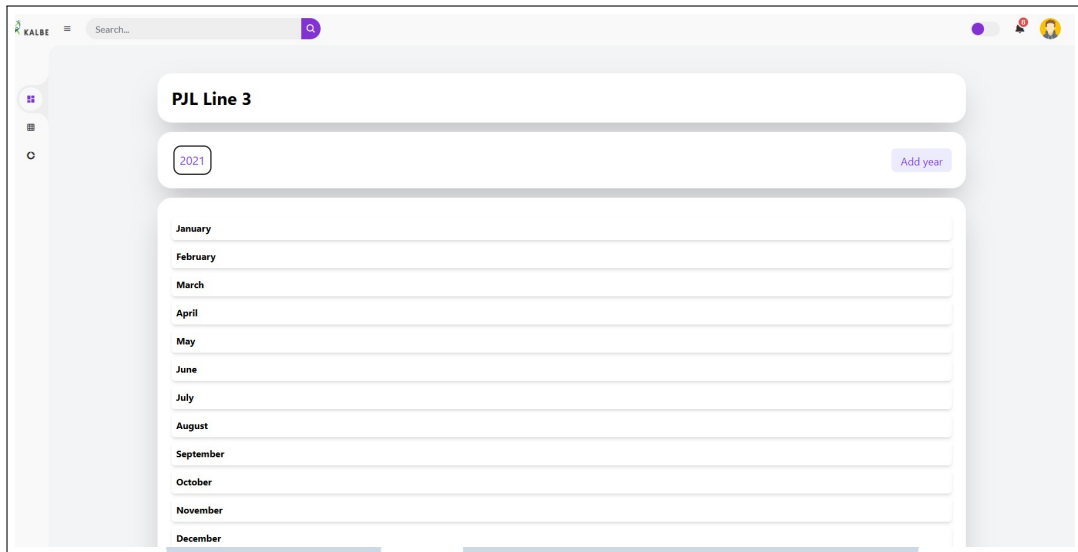 KALBE
Search...
8
PJL Line 3
2021
Add year
January
February
March
April
May
June
July
August
September
October
November
December